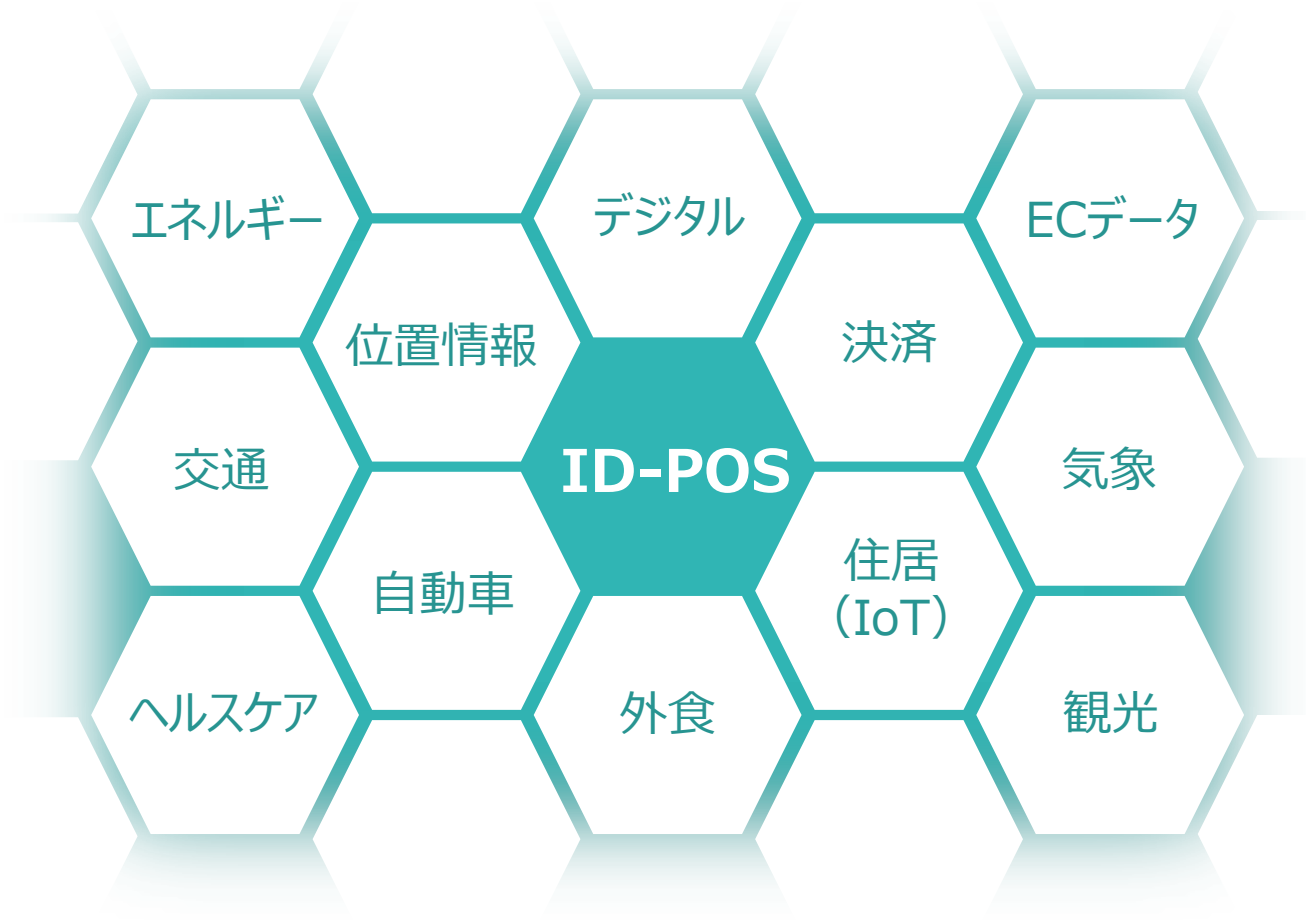 エネルギー
デジタル
ECデータ
位置情報
決済
交通
ID-POS
気象
自動車
住居
（IoT）
ヘルスケア
外食
観光